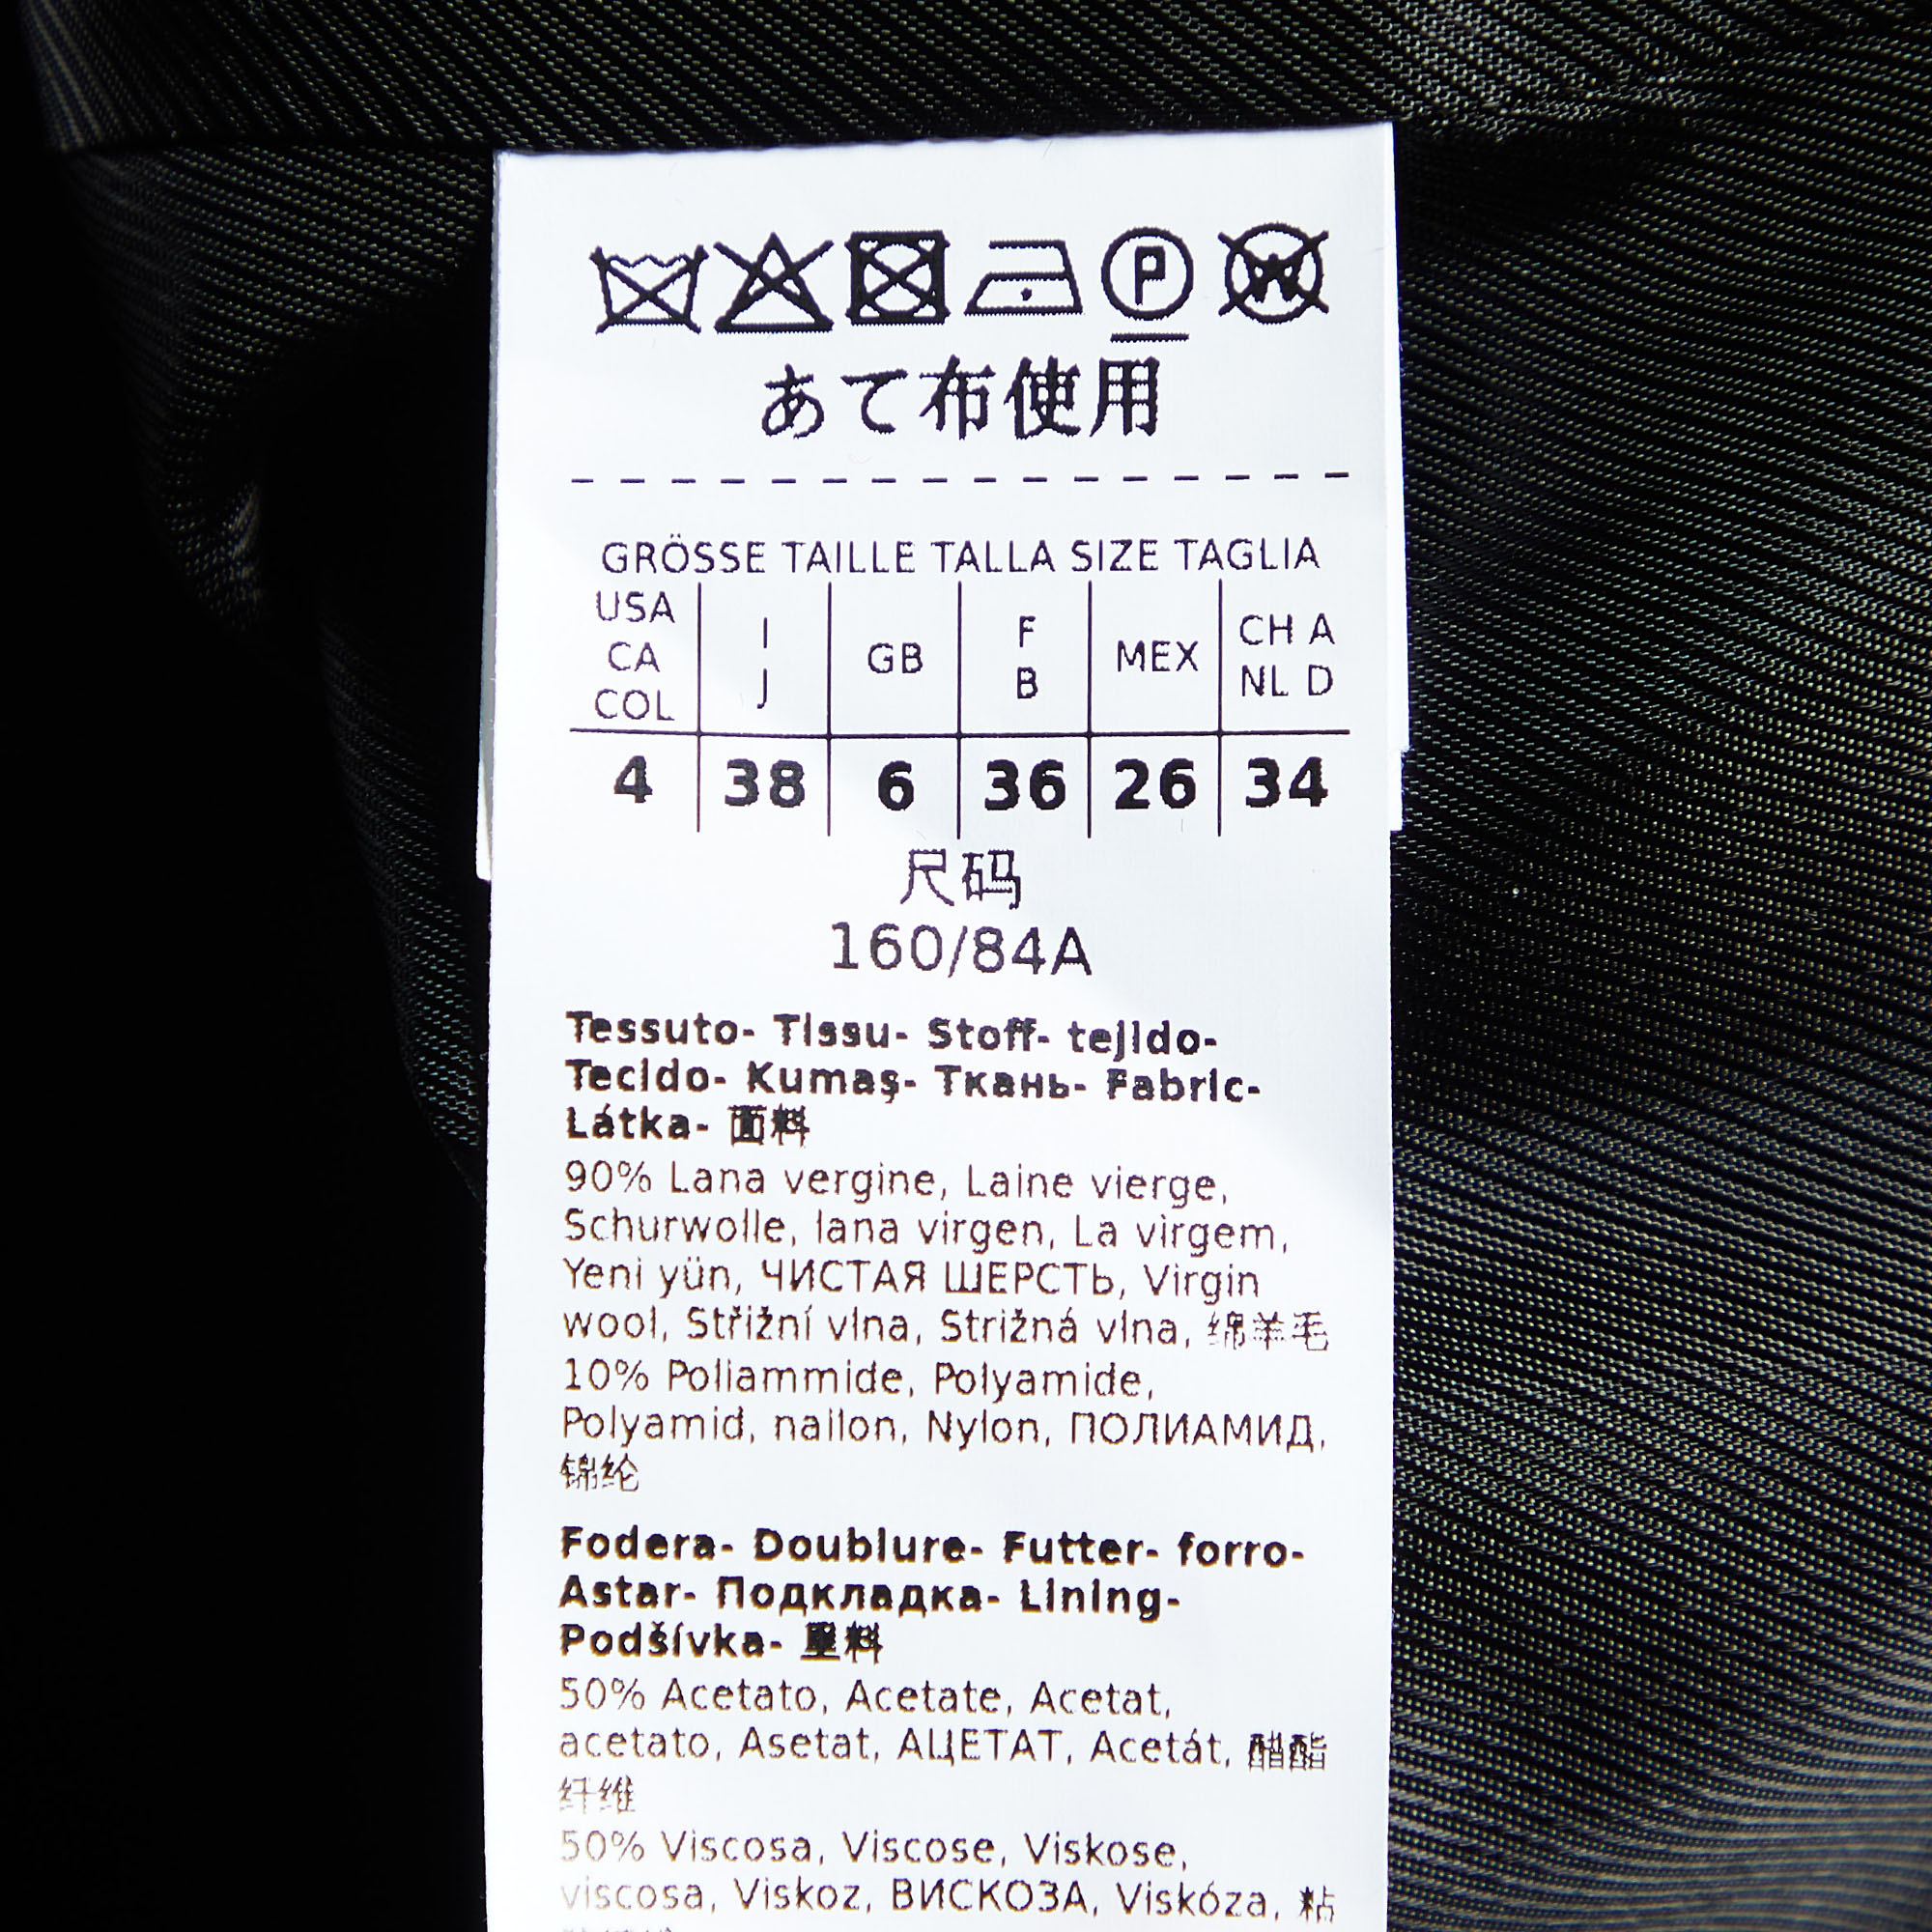 P W
あて布使用
GRÖSSE TAILLE TALLA SIZE TAGLIA
USA CA COL I J GB F B MEX CH A NL D
4 38 6 36 26 34
尺码
160/84A
Tessuto- Tissu- Stoff- tejido-
Tecido- Kumaş- Ткань- Fabric-
Látka- 面料
90% Lana vergine, Laine vierge,
Schurwolle, lana virgen, La virgem,
Yeni yün, ЧИСТАЯ ШЕРСТЬ, Virgin
wool, Střižní vlna, Strižná vlna, 绵羊毛
10% Poliammide, Polyamide,
Polyamid, nailon, Nylon, ПОЛИАМИД,
锦纶
Fodera- Doublure- Futter- forro-
Astar- Подкладка- Lining-
Podšívka- 里料
50% Acetato, Acetate, Acetat,
acetato, Asetat, АЦЕТАТ, Acetát, 醋酯
纤维
50% Viscosa, Viscose, Viskose,
viscosa, Viskoz, ВИСКОЗА, Viskóza, 粘